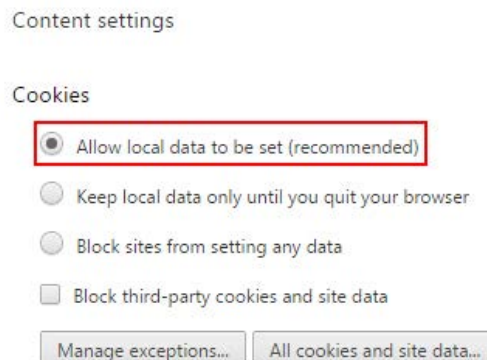 Content settings
Cookies
Allow local data to be set (recommended)
Keep local data only until you quit your browser
Block sites from setting any data
Block third-party cookies and site data
Manage exceptions... All cookies and site data...